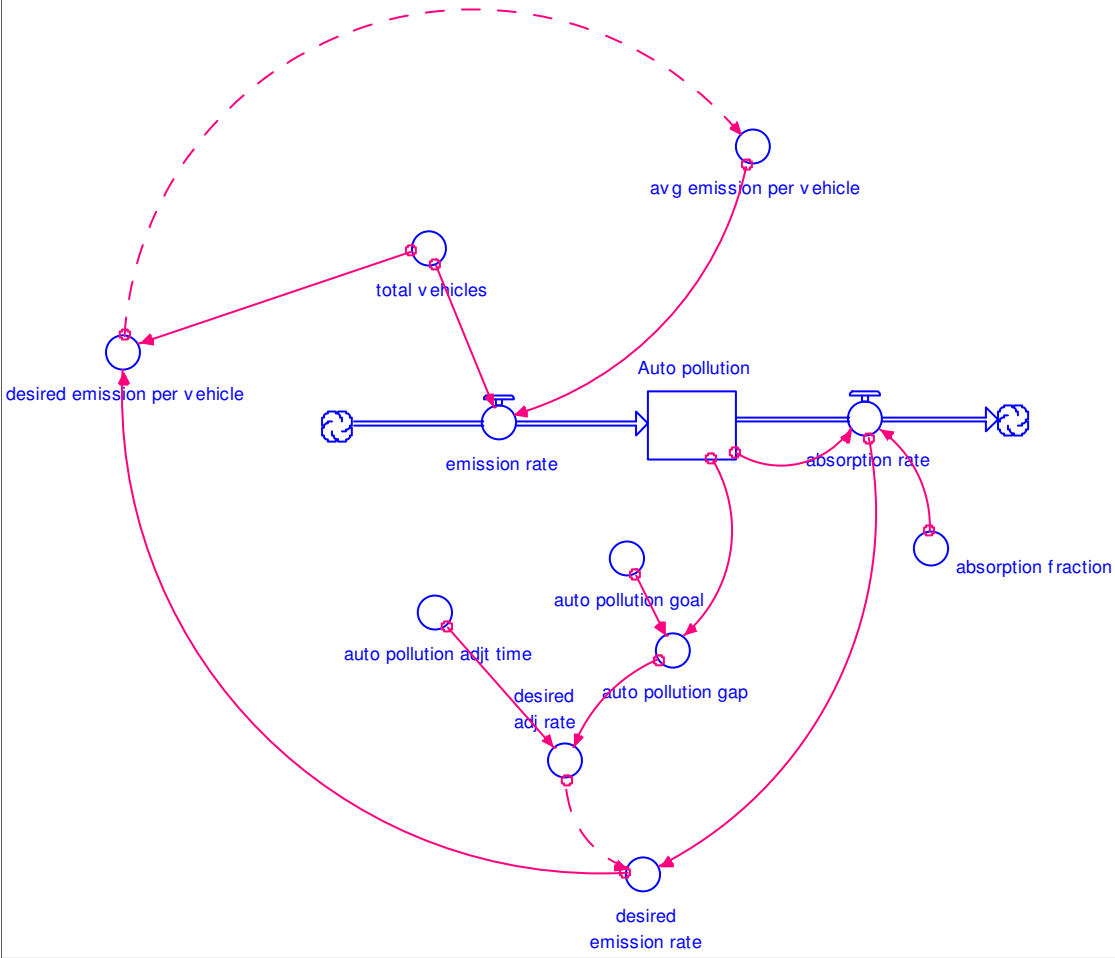 avg emission per vehicle
total vehicles
Auto pollution
desired emission per vehicle
emission rate
absorption rate
absorption fraction
auto pollution goal
auto pollution adjt time
auto pollution gap
desired
adj rate
desired
emission rate